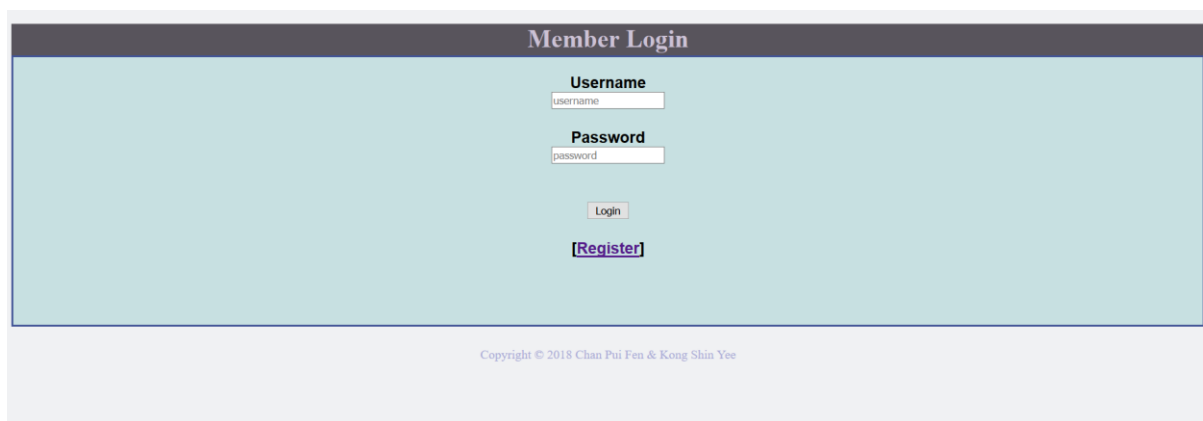 Member Login
Username
username
Password
password
Login
[Register]
Copyright © 2018 Chan Pui Fen & Kong Shin Yee